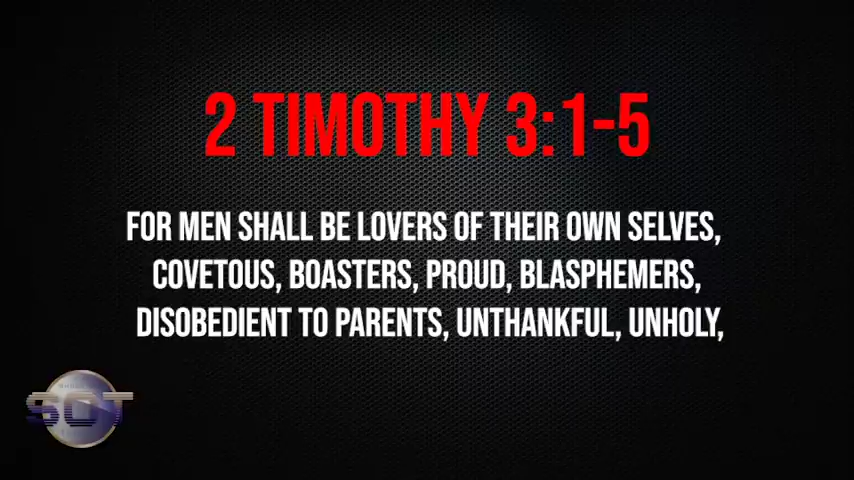 2 TIMOTHY 3:1-5
FOR MEN SHALL BE LOVERS OF THEIR OWN SELVES,
COVETOUS, BOASTERS, PROUD, BLASPHEMERS,
DISOBEDIENT TO PARENTS, UNTHANKFUL, UNHOLY,
SOT